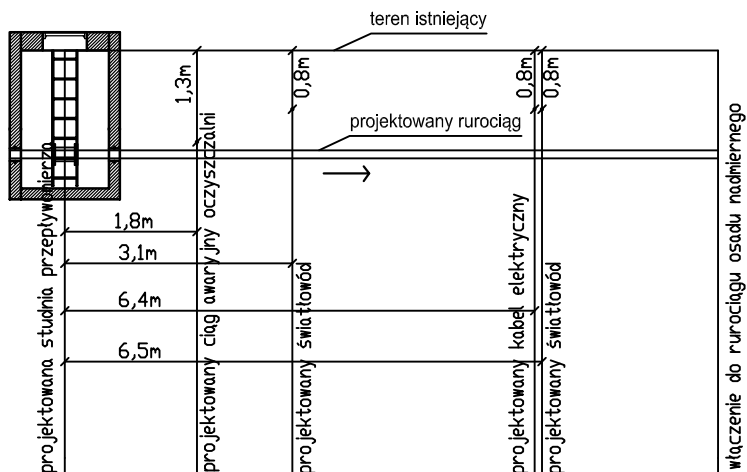 teren istniejący
1,3m
0,8m
0,8m
0,8m
projektowany rurociąg
1,8m
3,1m
6,4m
6,5m
projektowana studnia przepływomierza
projektowany ciąg awaryjny oczyszczalni
projektowany światłowód
projektowany kabel elektryczny
projektowany światłowód
włączenie do rurociągu osadu nadmiernego